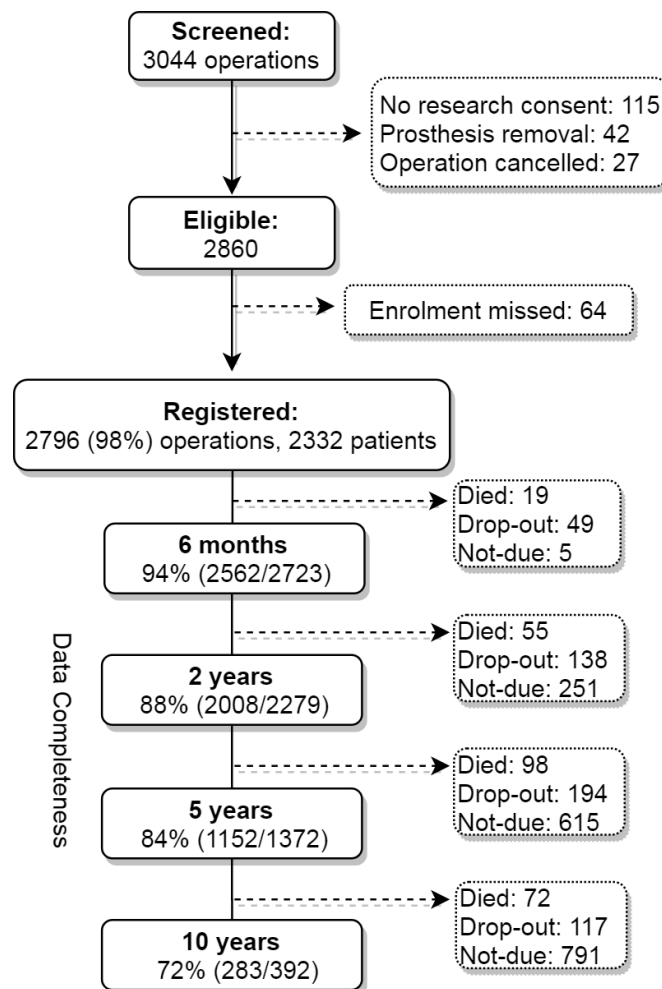 Screened:
3044 operations
No research consent: 115
Prosthesis removal: 42
Operation cancelled: 27
Eligible:
2860
Enrolment missed: 64
Registered:
2796 (98%) operations, 2332 patients
Died: 19
Drop-out: 49
Not-due: 5
6 months
94% (2562/2723)
Died: 55
Drop-out: 138
Not-due: 251
Data Completeness
2 years
88% (2008/2279)
Died: 98
Drop-out: 194
Not-due: 615
5 years
84% (1152/1372)
Died: 72
Drop-out: 117
Not-due: 791
10 years
72% (283/392)